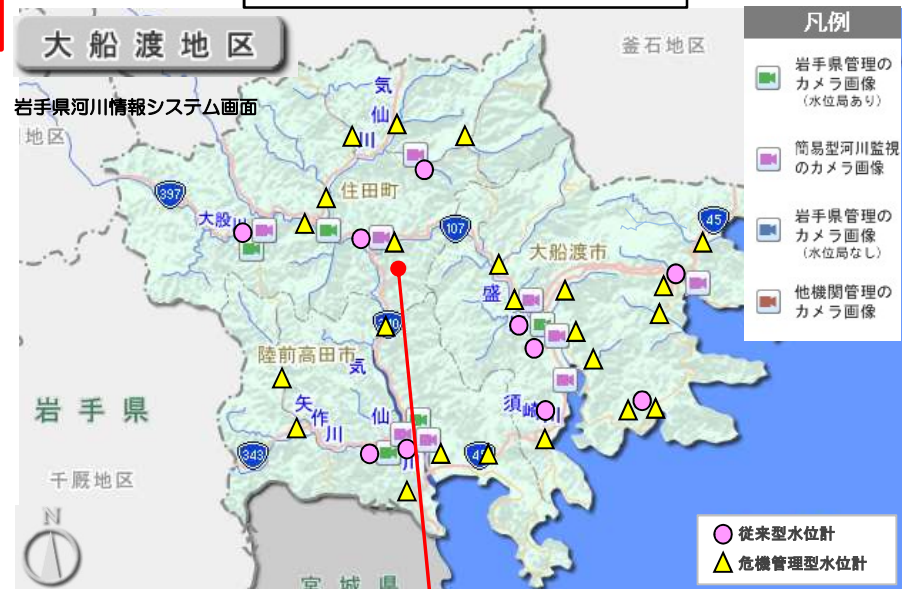 大船渡地区
岩手県河川情報システム画面
地区
釜石地区
凡例
岩手県管理の
カメラ画像
(水位局あり)
簡易型河川監視
のカメラ画像
岩手県管理の
カメラ画像
(水位局なし)
他機関管理の
カメラ画像
気仙川
住田町
397
大股
107
45
大船渡市
盛
陸前高田市
気仙川
岩手県
矢作川
須崎川
343
45
千厩地区
N
宮城県
従来型水位計
危機管理型水位計